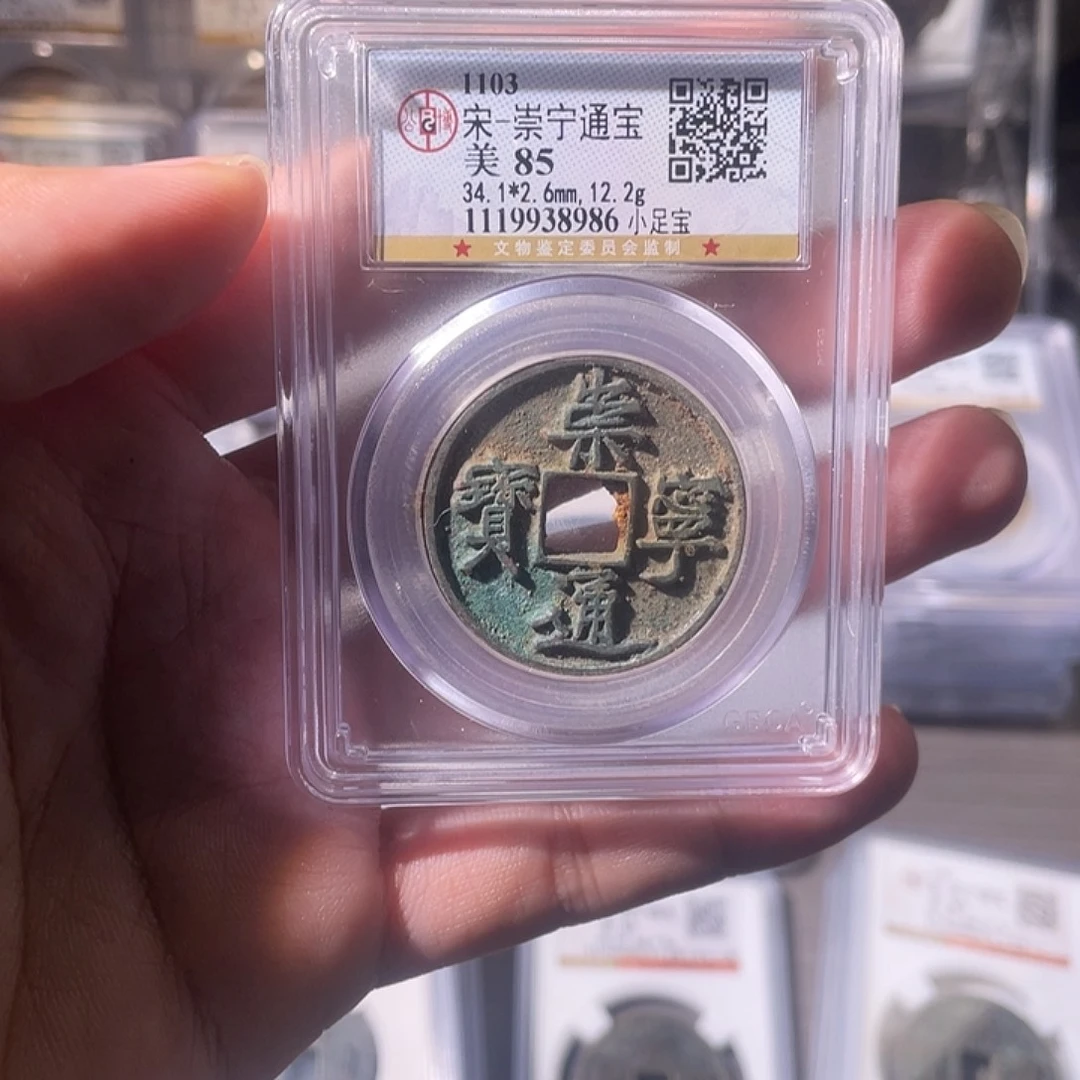 1103
宋-崇宁通宝
美 85
34.1*2.6mm,12.2g
1119938986 小足宝
★ 文物鉴定委员会监制 ★
崇
寧
通
寳